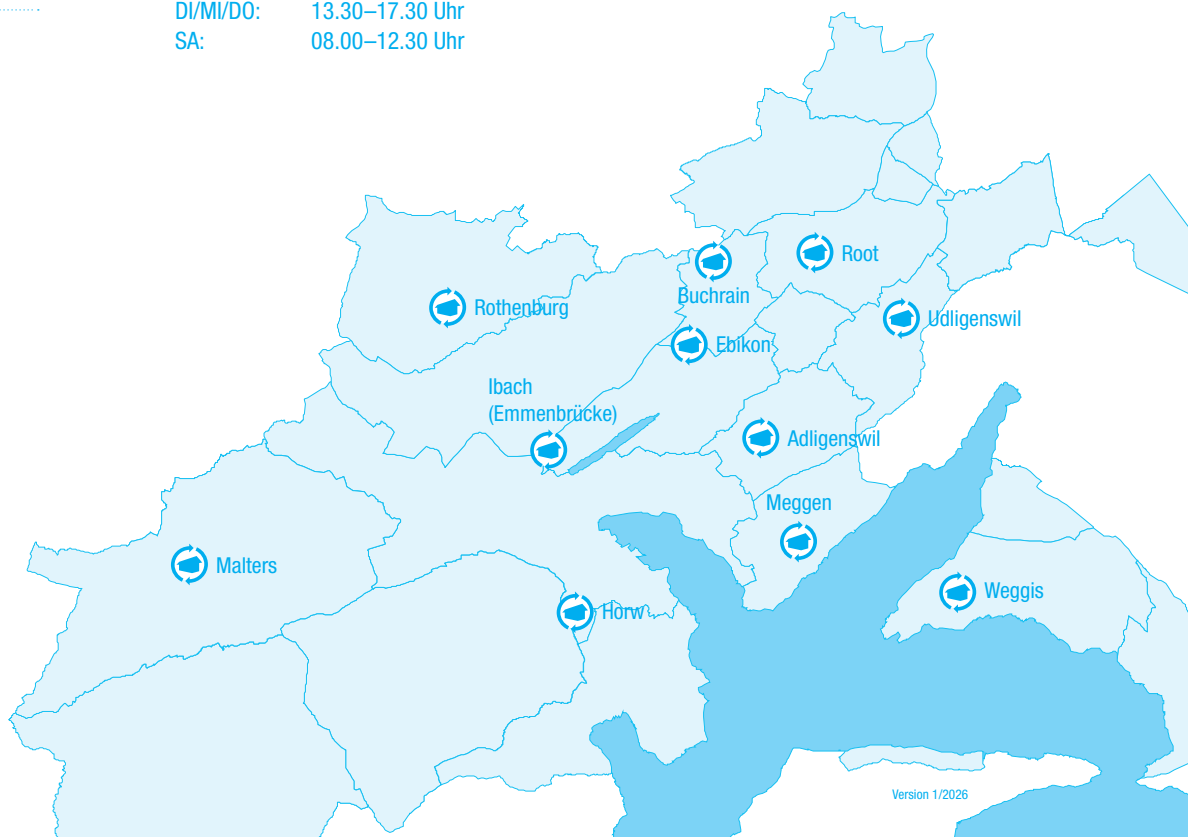 DI/MI/DO: 13.30–17.30 Uhr
SA: 08.00–12.30 Uhr
Root
Buchrain
Rothenburg
Udligenswil
Ebikon
Ibach
(Emmenbrücke)
Adligenswil
Meggen
Malters
Weggis
Horw
Version 1/2026